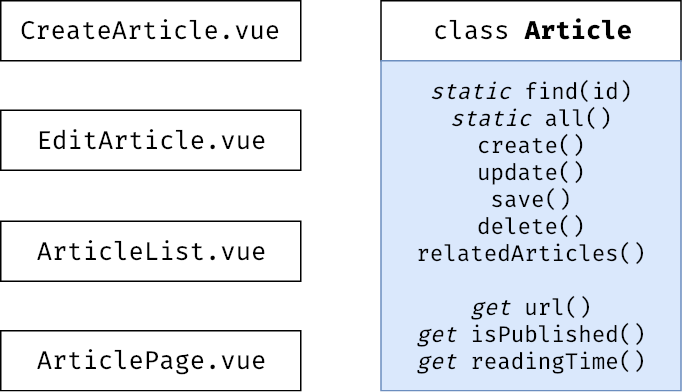 CreateArticle.vue
EditArticle.vue
ArticleList.vue
ArticlePage.vue
class Article
static find(id)
static all()
create()
update()
save()
delete()
relatedArticles()
get url()
get isPublished()
get readingTime()